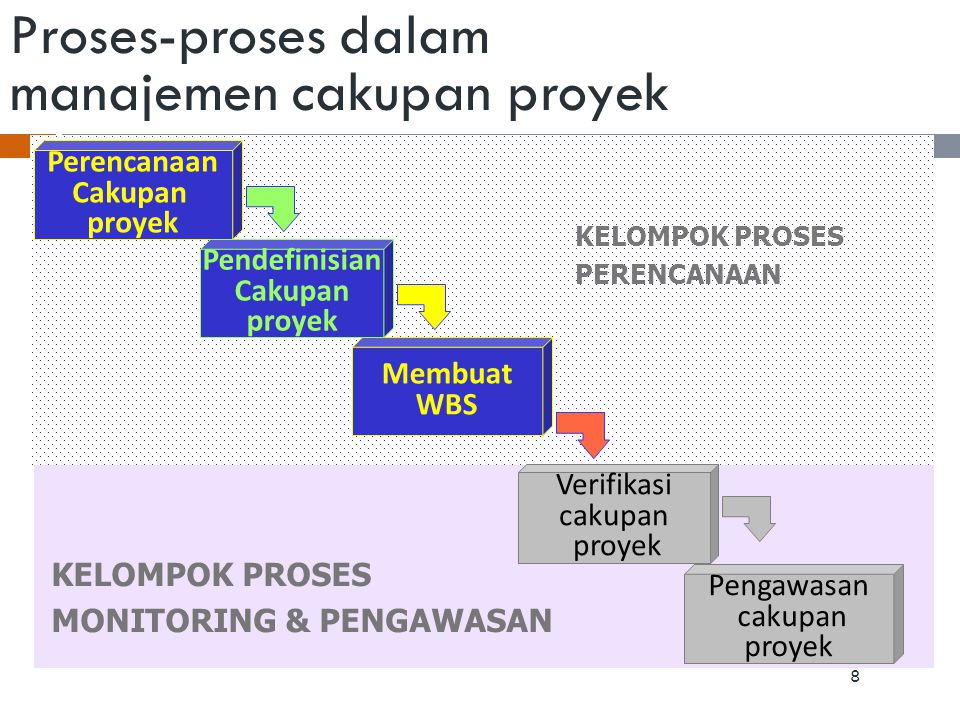 Proses-proses dalam
manajemen cakupan proyek
Perencanaan
Cakupan
proyek
Pendefinisian
Cakupan
proyek
KELOMPOK PROSES
PERENCANAAN
Membuat
WBS
Verifikasi
cakupan
proyek
KELOMPOK PROSES
MONITORING & PENGAWASAN
Pengawasan
cakupan
proyek
8